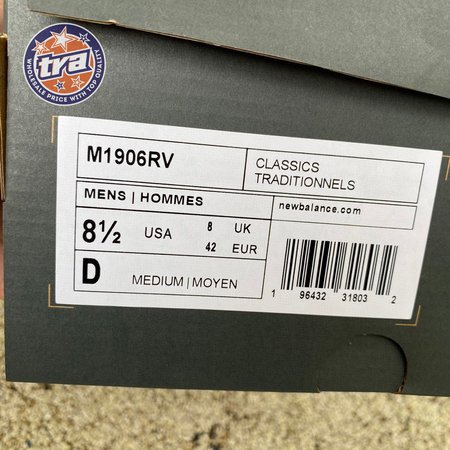 tra
WHOLESALE PRICE WITH TOP QUALITY
M1906RV
CLASSICS
TRADITIONNELS
MENS | HOMMES
newbalance.com
8½ USA 8 UK
42 EUR
D MEDIUM | MOYEN
1 96432 31803 2